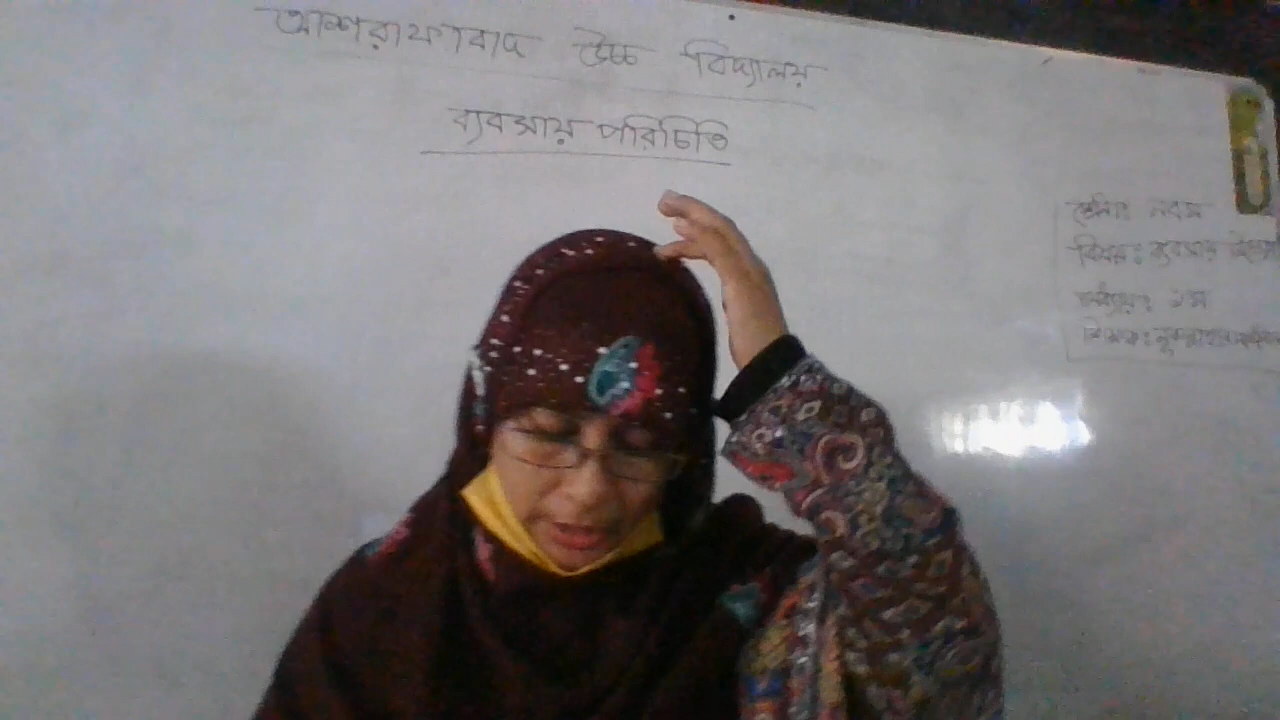 আশরাফাবাদ উচ্চ বিদ্যালয়
ব্যবসায় পরিচিতি
শ্রেণিঃ নবম
বিষয়ঃ ব্যবসায়
অধ্যায়ঃ ১ম
শিক্ষকঃ